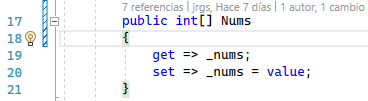 7 referencias | jrgs, Hace 7 días | 1 autor, 1 cambio
17 public int[] Nums
18 {
19 get => _nums;
20 set => _nums = value;
21 }